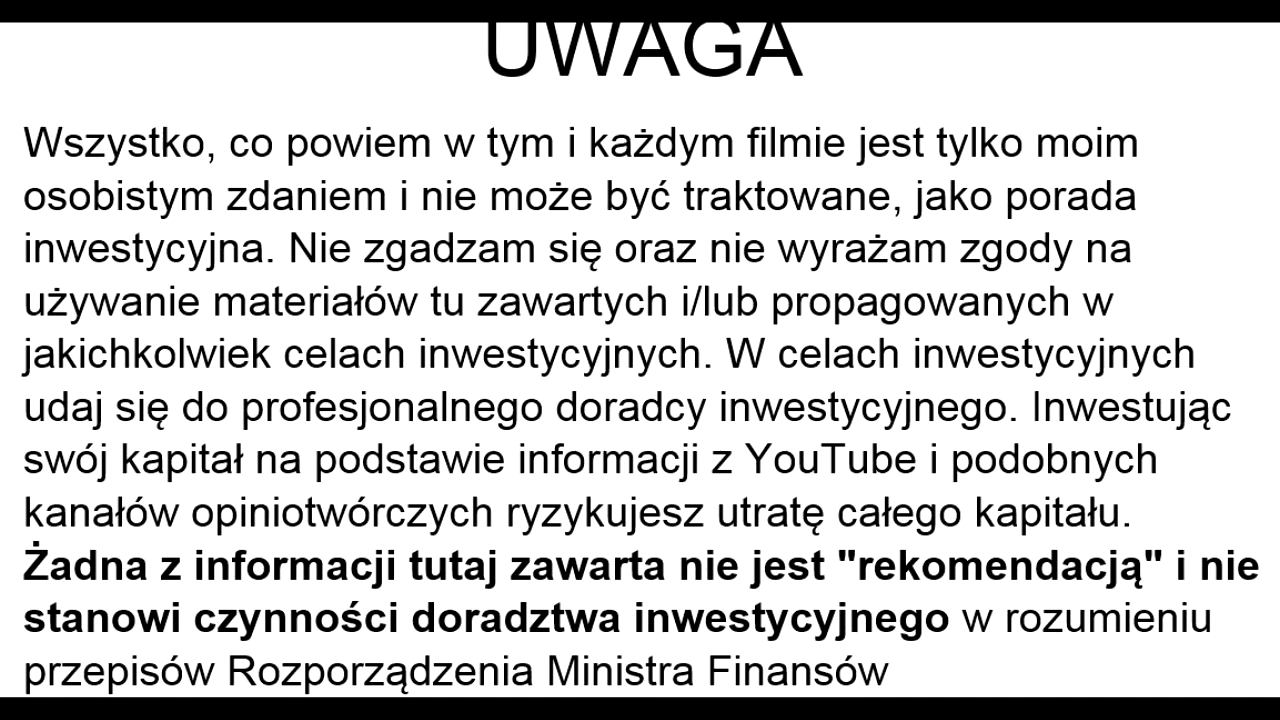 UWAGA
Wszystko, co powiem w tym i każdym filmie jest tylko moim
osobistym zdaniem i nie może być traktowane, jako porada
inwestycyjna. Nie zgadzam się oraz nie wyrażam zgody na
używanie materiałów tu zawartych i/lub propagowanych w
jakichkolwiek celach inwestycyjnych. W celach inwestycyjnych
udaj się do profesjonalnego doradcy inwestycyjnego. Inwestując
swój kapitał na podstawie informacji z YouTube i podobnych
kanałów opiniotwórczych ryzykujesz utratę całego kapitału.
Żadna z informacji tutaj zawarta nie jest "rekomendacją" i nie
stanowi czynności doradztwa inwestycyjnego w rozumieniu
przepisów Rozporządzenia Ministra Finansów